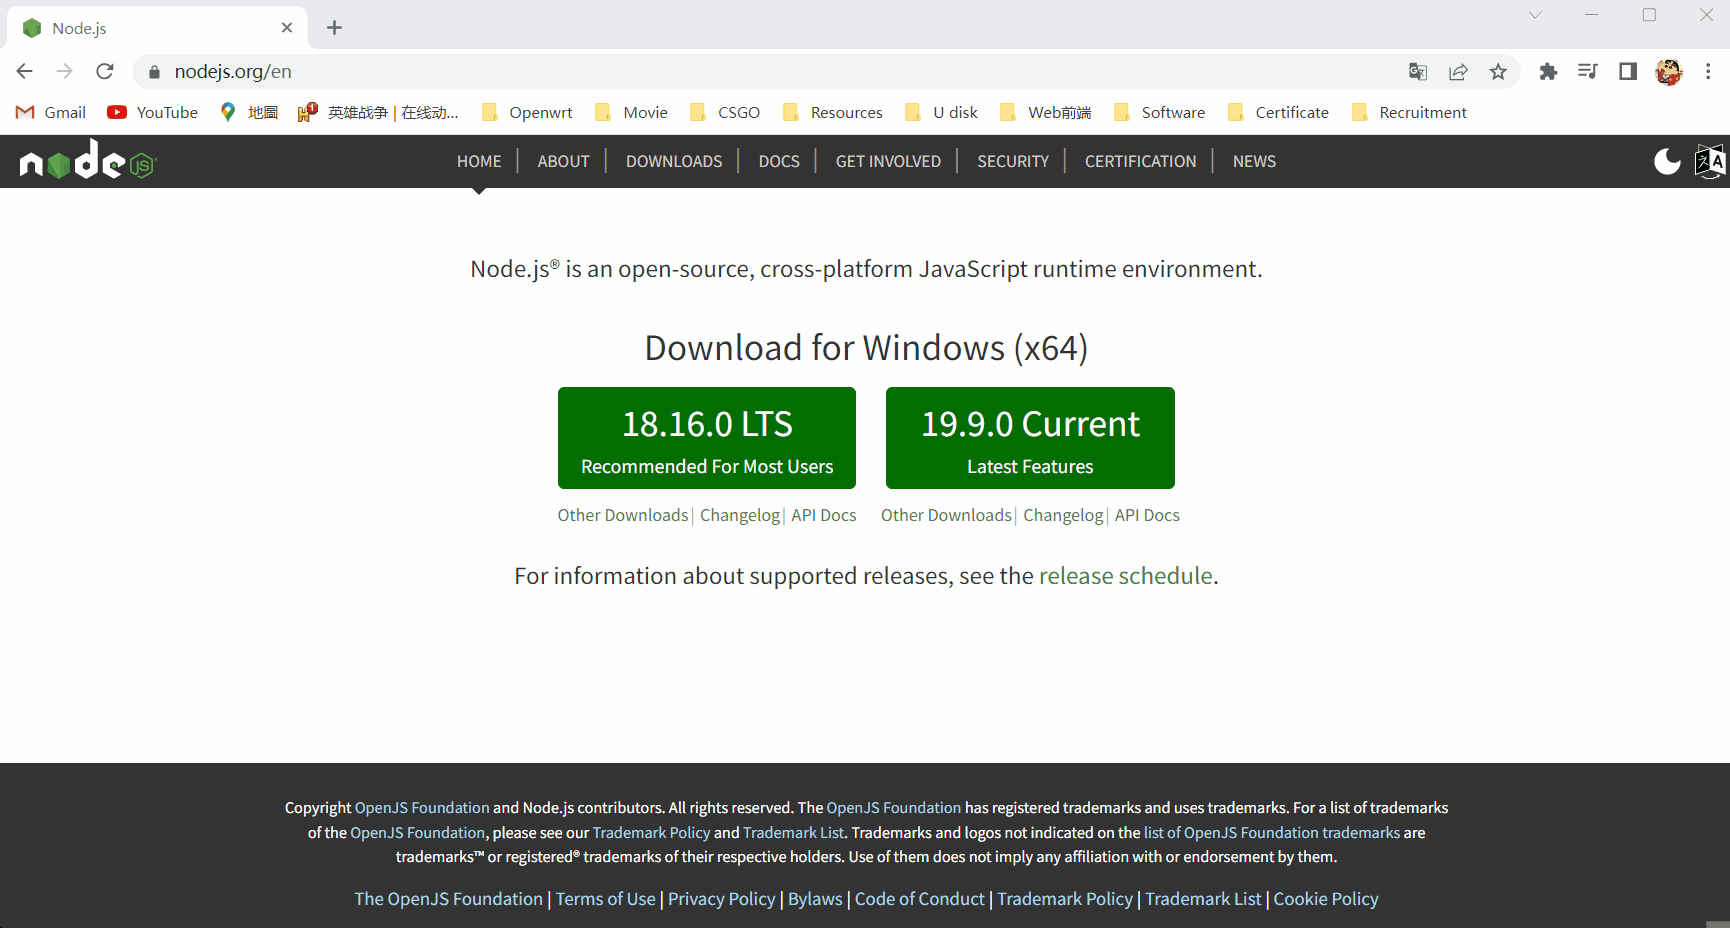 Node.js
nodejs.org/en
Gmail YouTube 地圖 英雄战争 | 在线动... Openwrt Movie CSGO Resources U disk Web前端 Software Certificate Recruitment
node JS HOME ABOUT DOWNLOADS DOCS GET INVOLVED SECURITY CERTIFICATION NEWS
Node.js® is an open-source, cross-platform JavaScript runtime environment.
Download for Windows (x64)
18.16.0 LTS 19.9.0 Current
Recommended For Most Users Latest Features
Other Downloads | Changelog | API Docs Other Downloads | Changelog | API Docs
For information about supported releases, see the release schedule.
Copyright OpenJS Foundation and Node.js contributors. All rights reserved. The OpenJS Foundation has registered trademarks and uses trademarks. For a list of trademarks
of the OpenJS Foundation, please see our Trademark Policy and Trademark List. Trademarks and logos not indicated on the list of OpenJS Foundation trademarks are
trademarks™ or registered® trademarks of their respective holders. Use of them does not imply any affiliation with or endorsement by them.
The OpenJS Foundation | Terms of Use | Privacy Policy | Bylaws | Code of Conduct | Trademark Policy | Trademark List | Cookie Policy